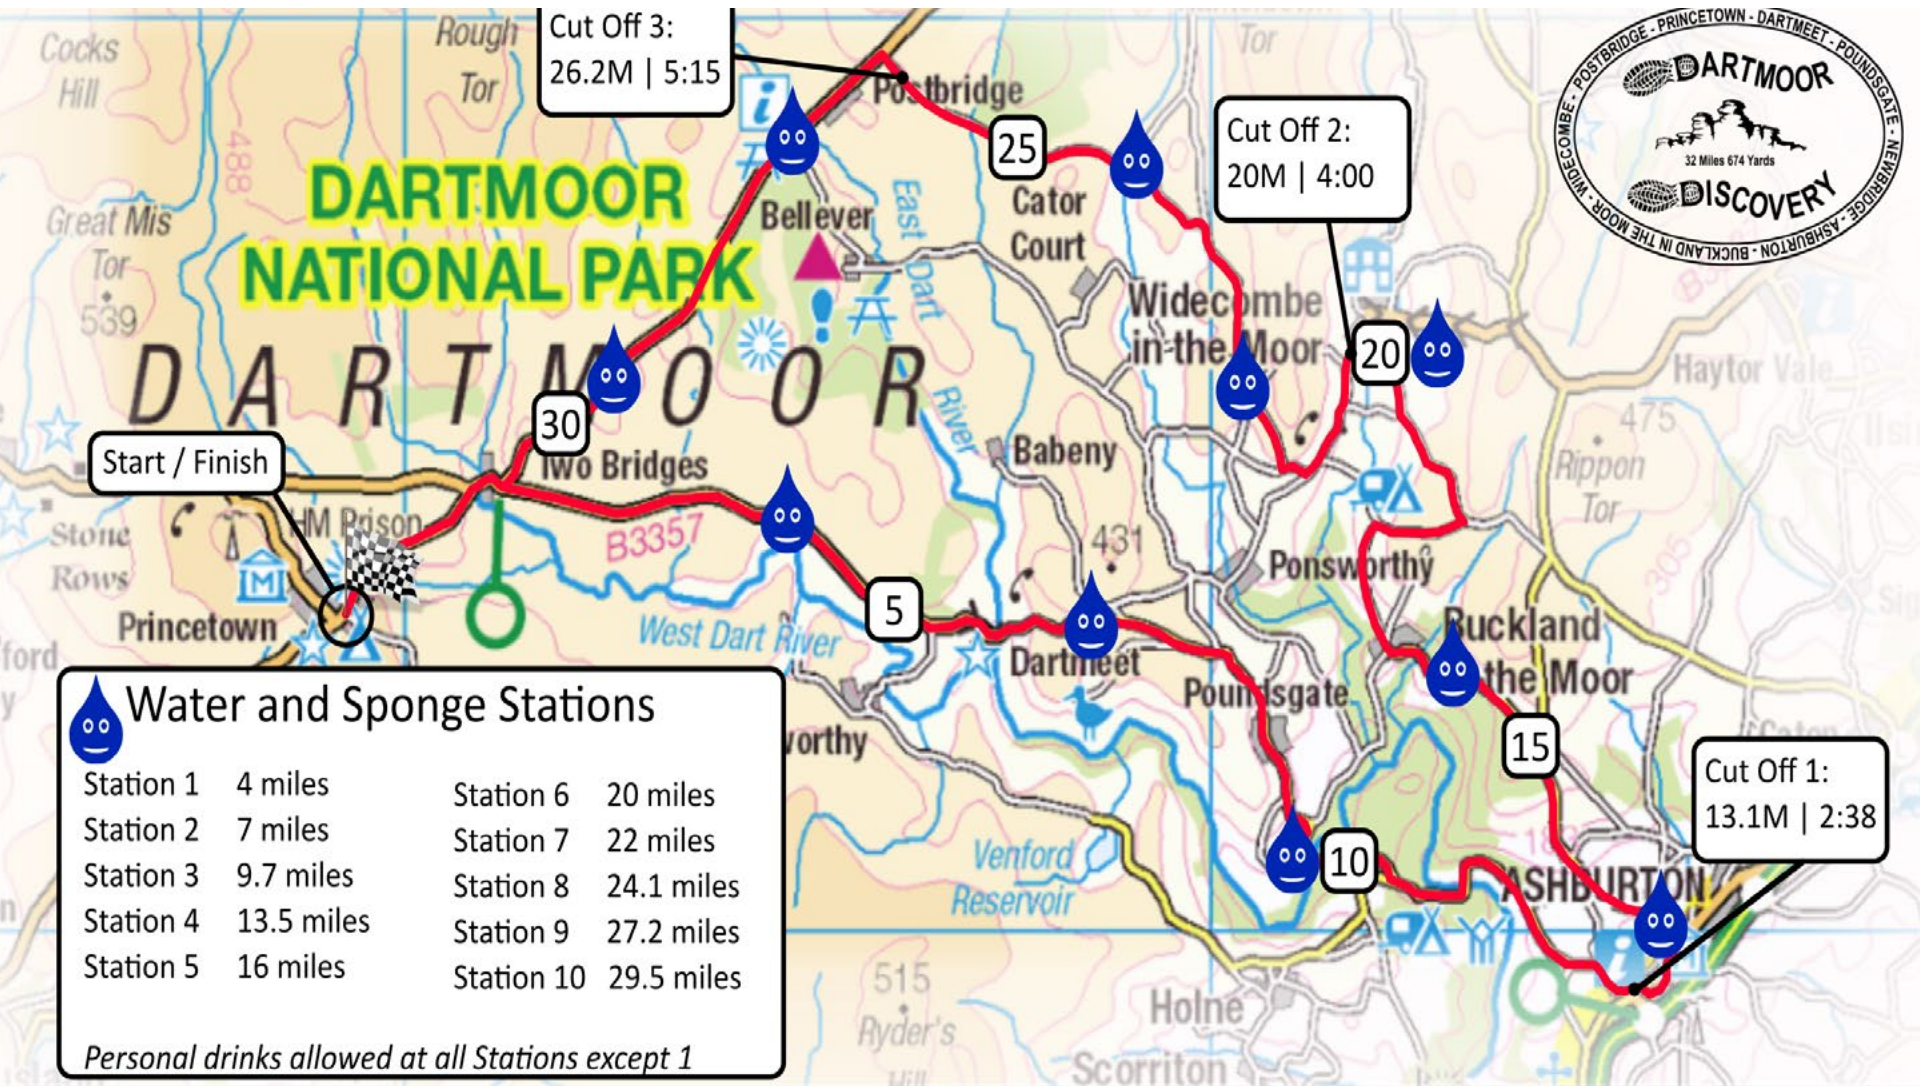 Cocks
Hill
Rough
Tor
Cut Off 3:
26.2M | 5:15
Postbridge
Tor
25
Cut Off 2:
20M | 4:00
POSTBRIDGE - PRINCETOWN - DARTMEET - POUNDSGATE - NEWBRIDGE - ASHBURTON - BUCKLAND IN THE MOOR - WIDECOMBE -
DARTMOOR
32 Miles 674 Yards
DISCOVERY
488
DARTMOOR
NATIONAL PARK
Great Mis
Tor
539
Bellever
East Dart
River
Cator
Court
Widecombe
in the Moor
20
Haytor Vale
475
Rippon
Tor
DARTMOOR
30
Start / Finish
Two Bridges
HM Prison
Stone
Rows
B3357
Babeny
431
Ponsworthy
305
Princetown
West Dart River
5
Dartmeet
Poundsgate
Buckland
the Moor
15
ford
y
worthy
Cut Off 1:
13.1M | 2:38
Venford
Reservoir
10
ASHBURTON
515
Ryder's
Hill
Holne
Scorriton
Water and Sponge Stations
Station 1 4 miles
Station 2 7 miles
Station 3 9.7 miles
Station 4 13.5 miles
Station 5 16 miles
Station 6 20 miles
Station 7 22 miles
Station 8 24.1 miles
Station 9 27.2 miles
Station 10 29.5 miles
Personal drinks allowed at all Stations except 1